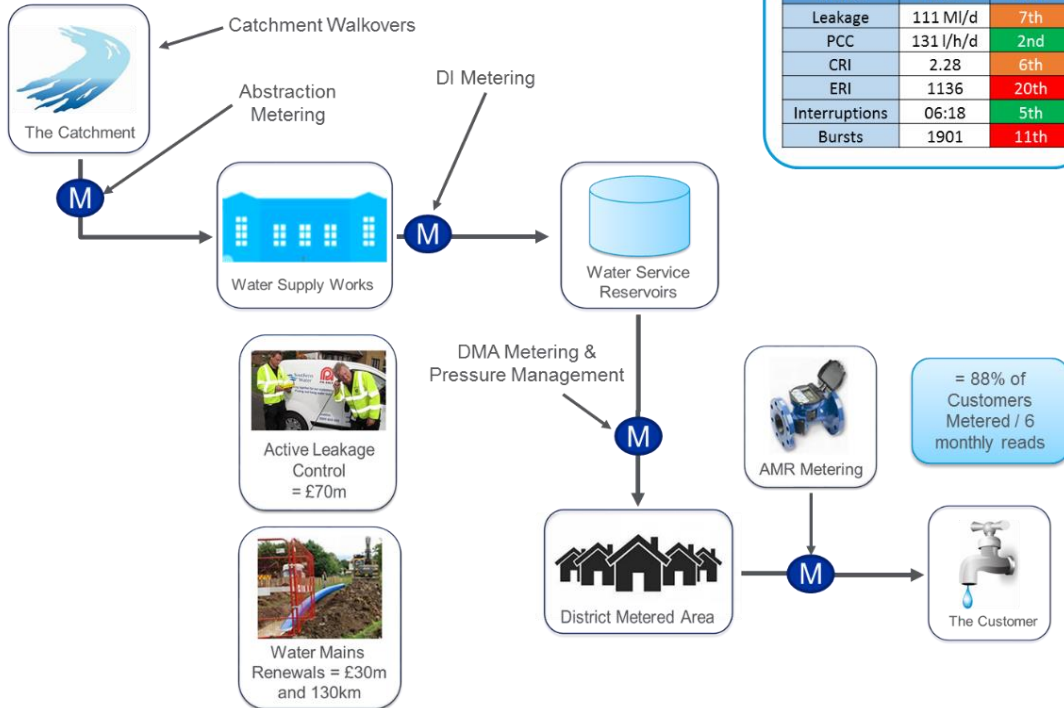 Catchment Walkovers
The Catchment
Abstraction
Metering
DI Metering
M
Water Supply Works
M
Water Service
Reservoirs
Leakage 111 Ml/d 7th
PCC 131 l/h/d 2nd
CRI 2.28 6th
ERI 1136 20th
Interruptions 06:18 5th
Bursts 1901 11th
DMA Metering &
Pressure Management
M
Active Leakage
Control
= £70m
Water Mains
Renewals = £30m
and 130km
District Metered Area
AMR Metering
M
= 88% of
Customers
Metered / 6
monthly reads
The Customer